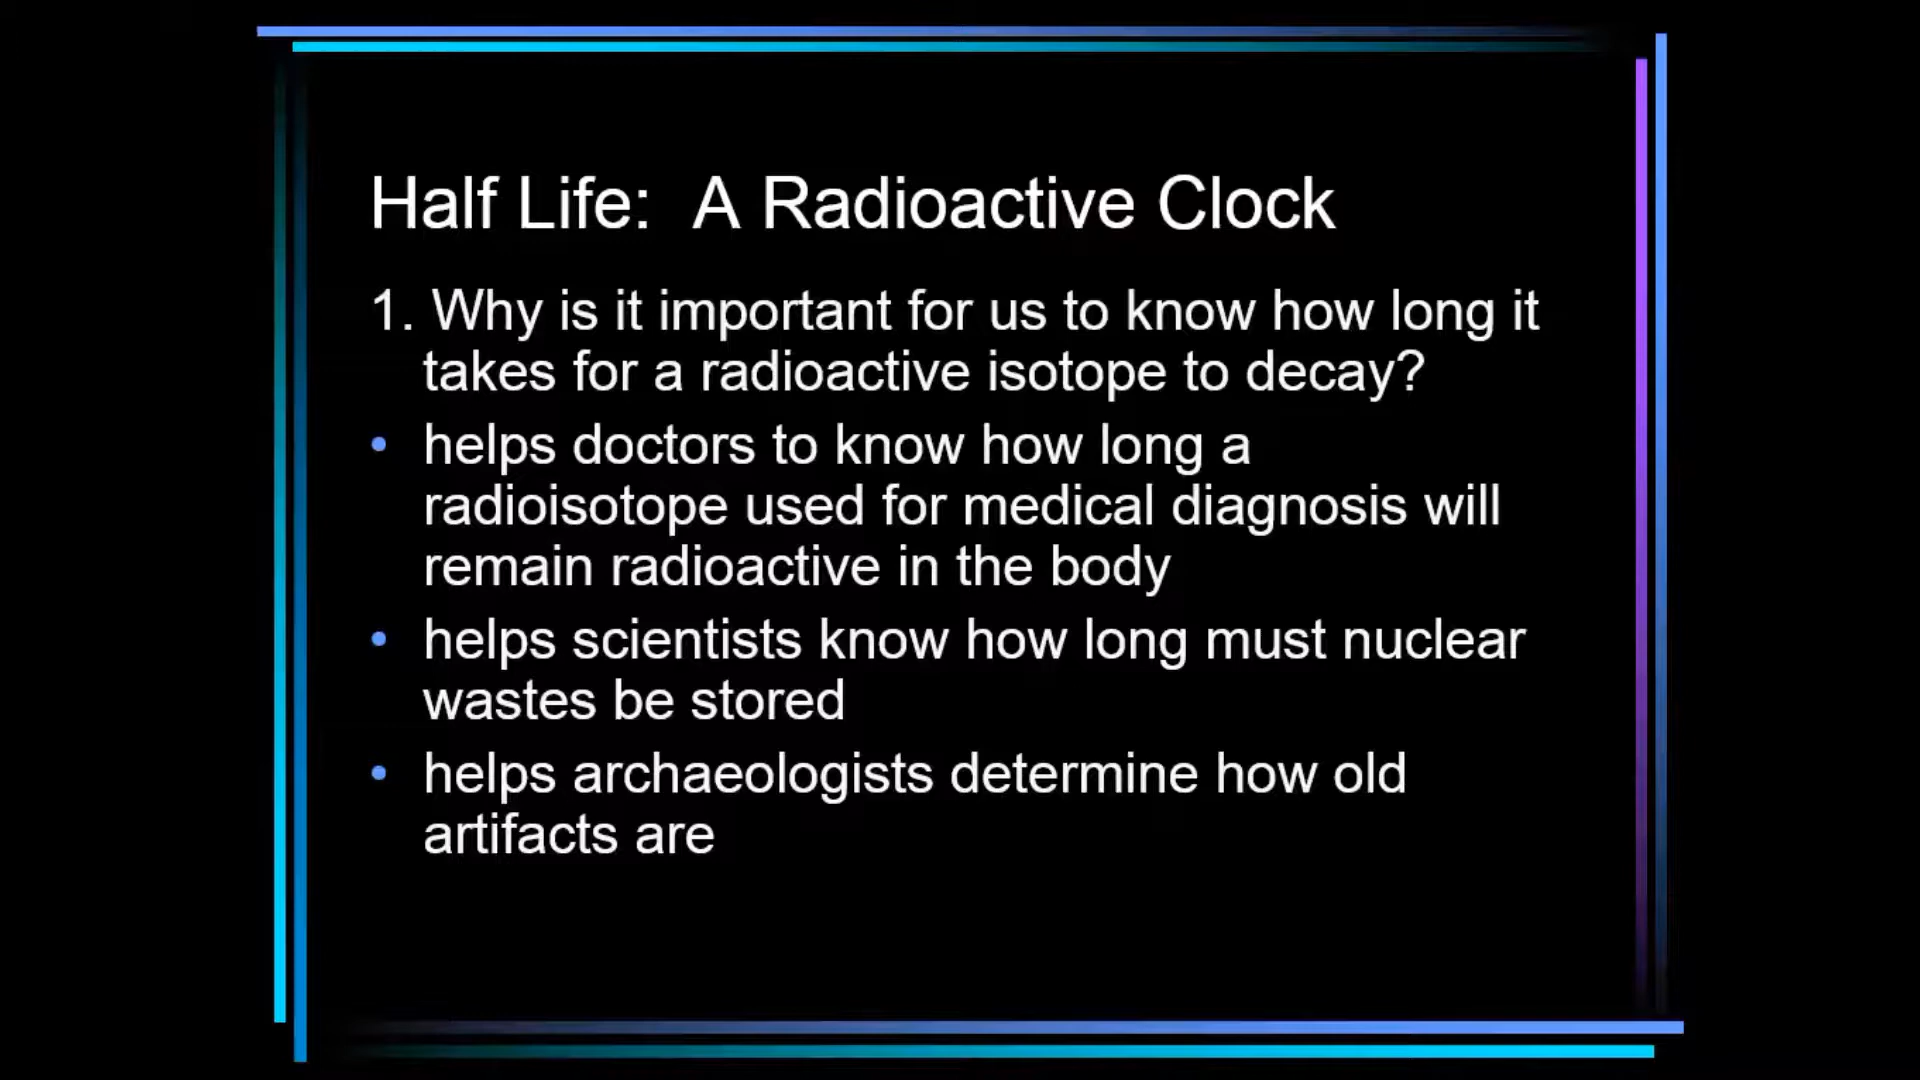 Half Life:  A Radioactive Clock
1. Why is it important for us to know how long it
takes for a radioactive isotope to decay?
• helps doctors to know how long a
radioisotope used for medical diagnosis will
remain radioactive in the body
• helps scientists know how long must nuclear
wastes be stored
• helps archaeologists determine how old
artifacts are